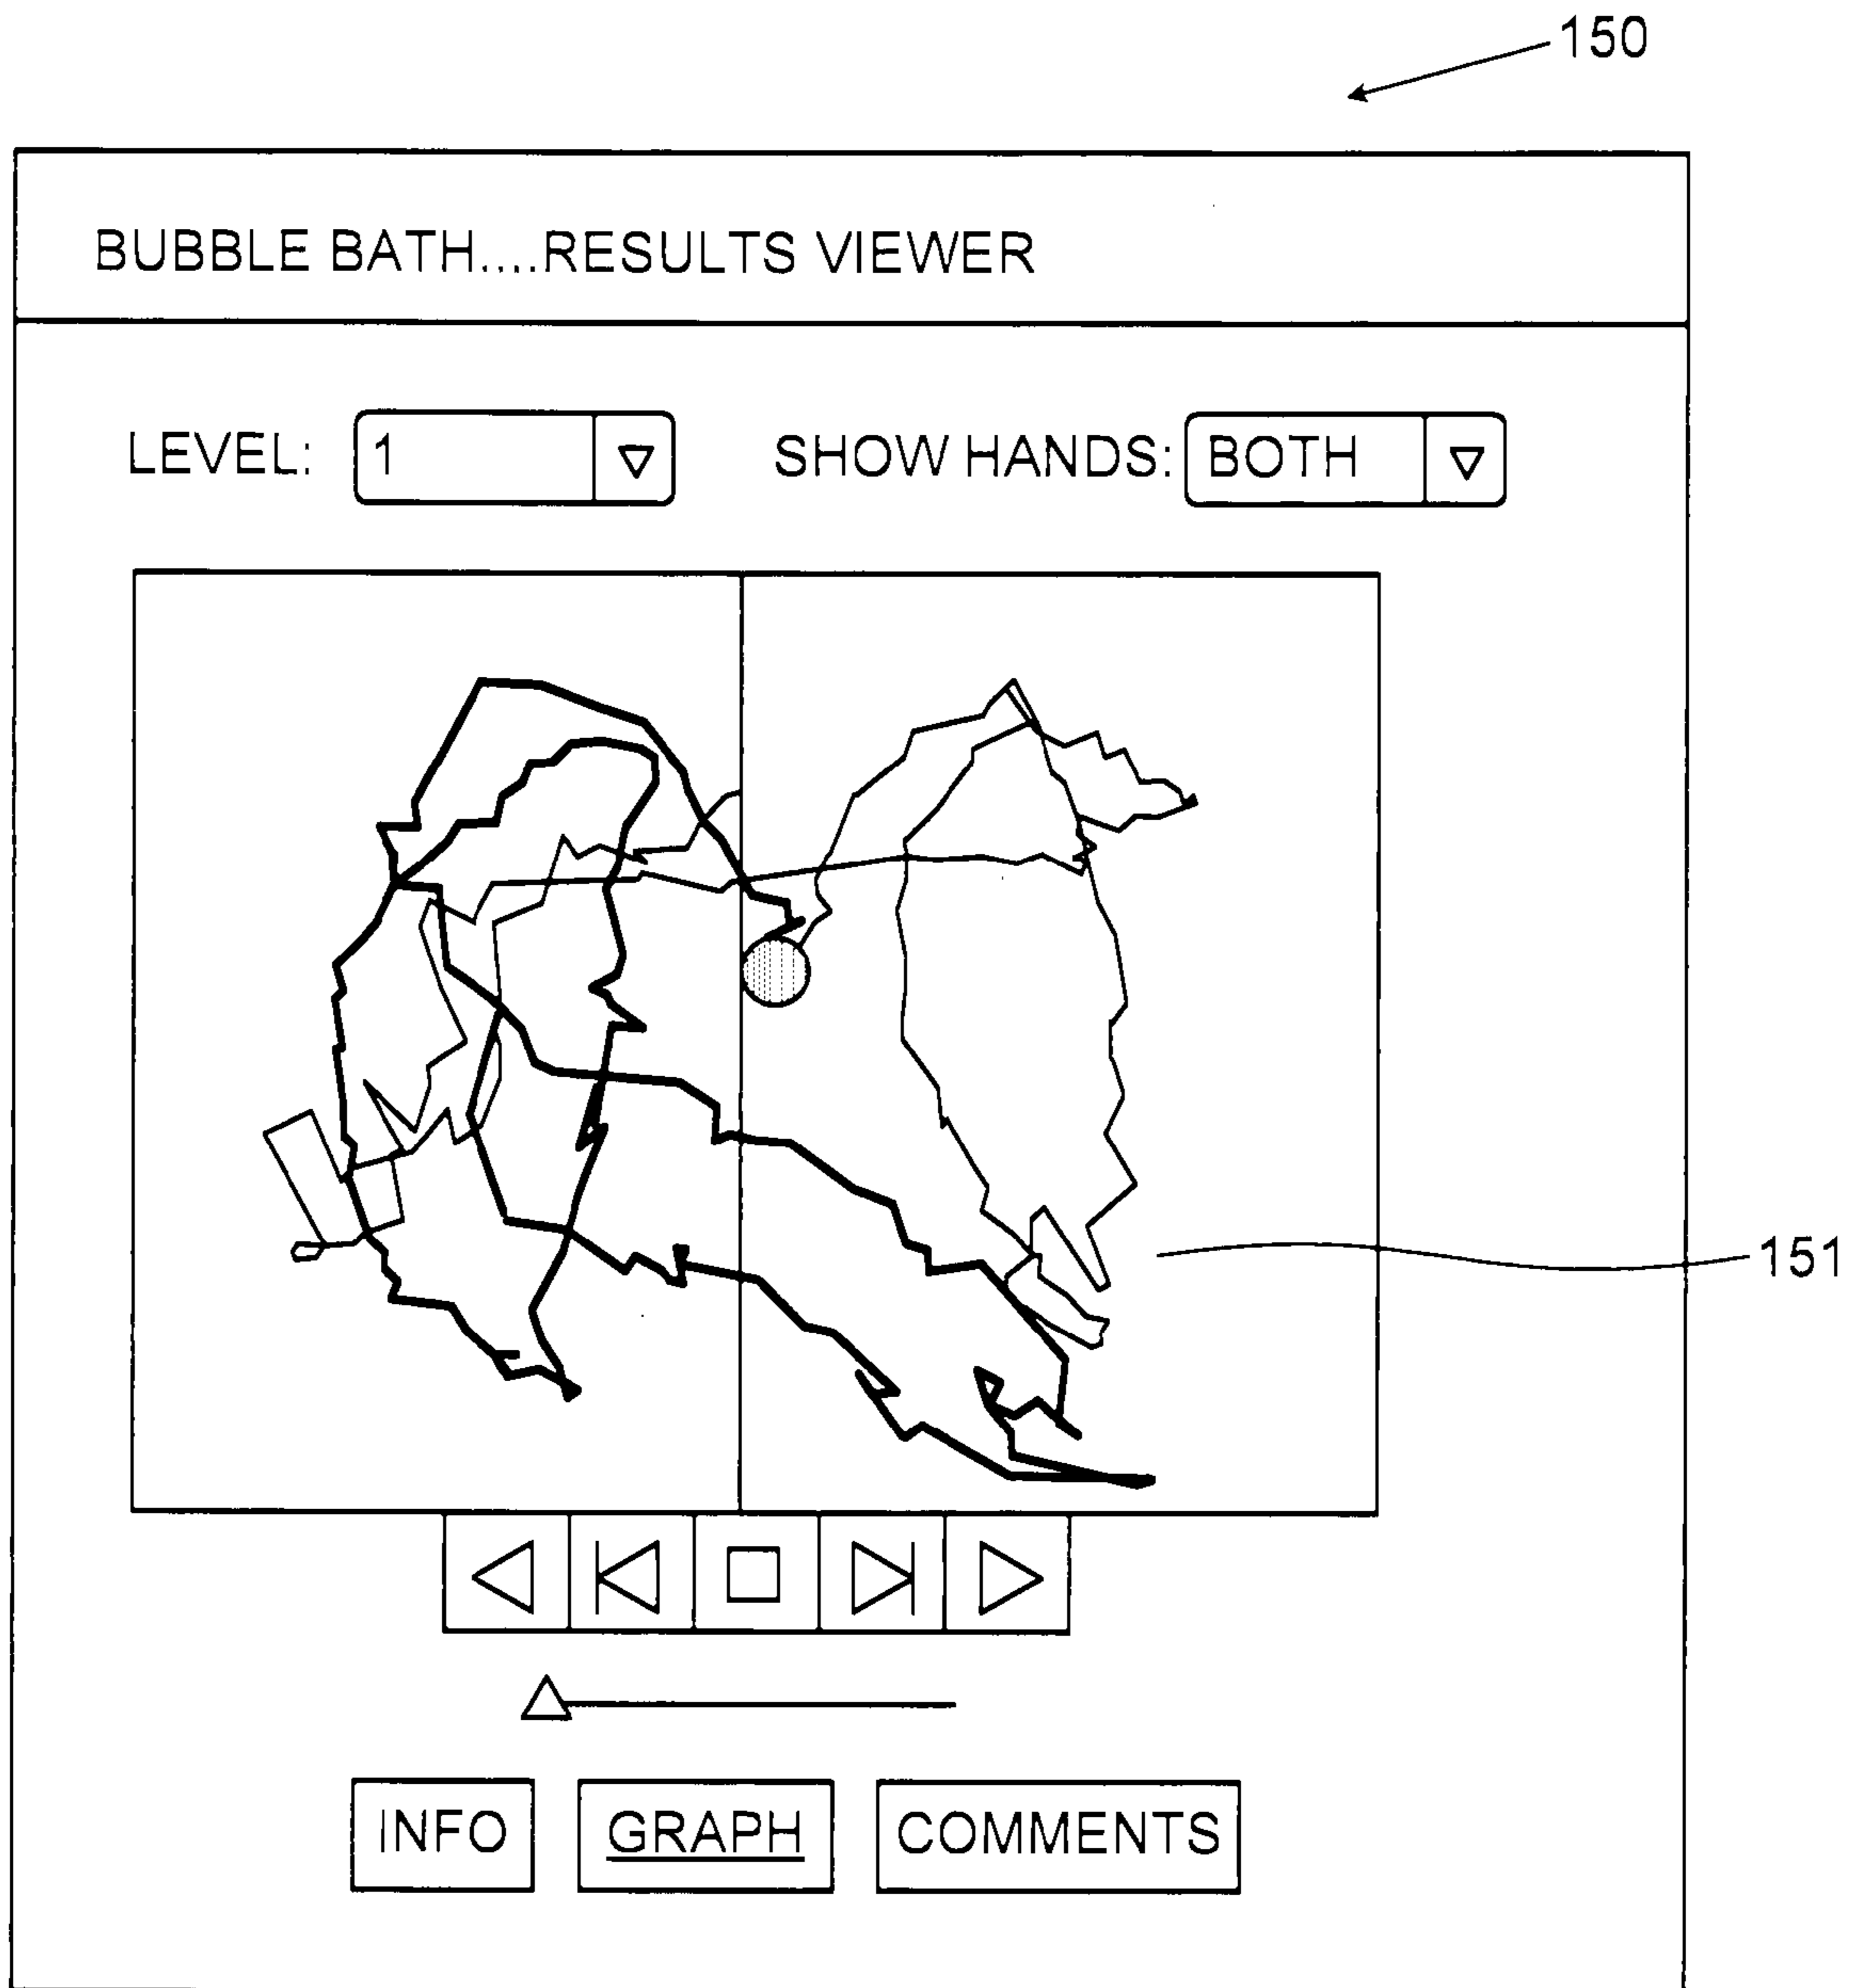 150
BUBBLE BATH....RESULTS VIEWER
LEVEL: 1 SHOW HANDS: BOTH
151
INFO GRAPH COMMENTS